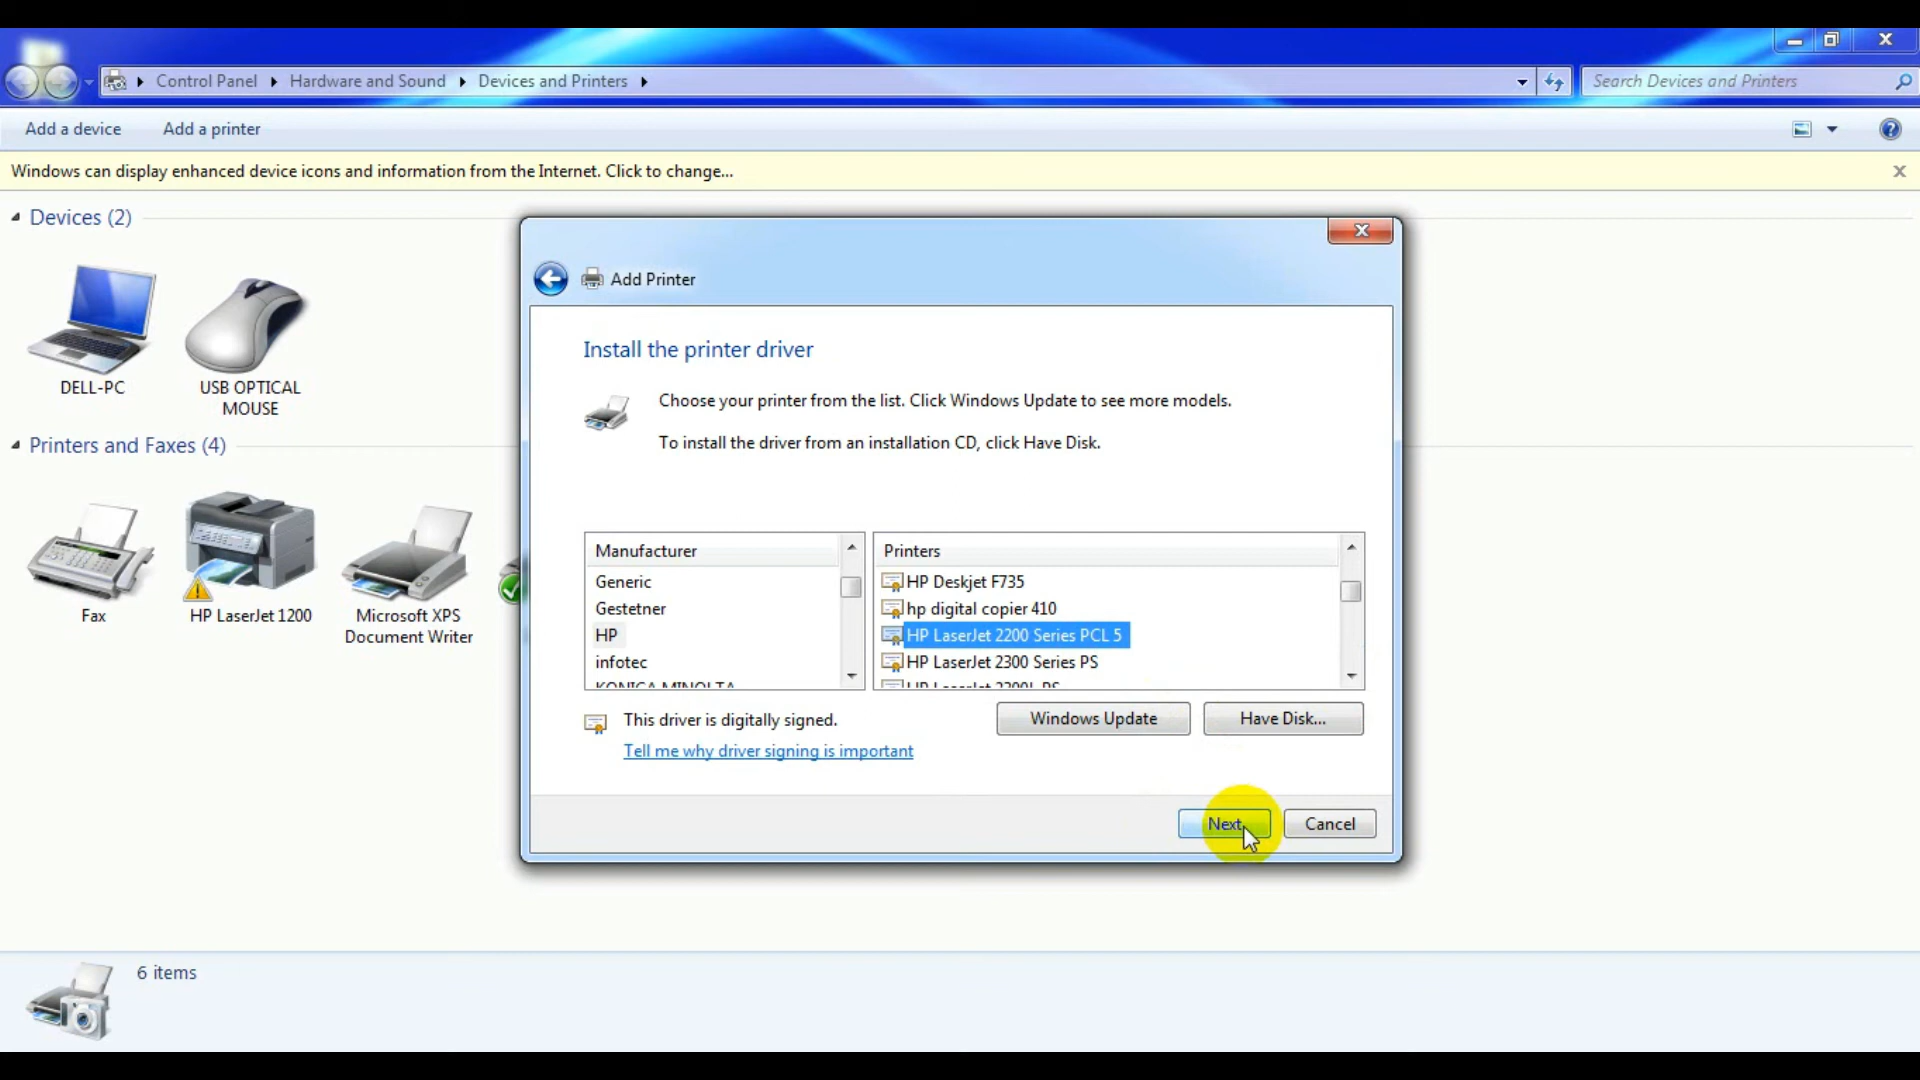 Control Panel
Hardware and Sound
Devices and Printers
Search Devices and Printers
Add a device
Add a printer
Windows can display enhanced device icons and information from the Internet. Click to change...
Devices (2)
DELL-PC
USB OPTICAL
MOUSE
Printers and Faxes (4)
Fax
HP LaserJet 1200
Microsoft XPS
Document Writer
Add Printer
Install the printer driver
Choose your printer from the list. Click Windows Update to see more models.
To install the driver from an installation CD, click Have Disk.
Manufacturer
Generic
Gestetner
HP
infotec
KONICA MINOLTA
Printers
HP Deskjet F735
hp digital copier 410
HP LaserJet 2200 Series PCL 5
HP LaserJet 2300 Series PS
HP LaserJet 2300L PS
This driver is digitally signed.
Tell me why driver signing is important
Windows Update
Have Disk...
Next
Cancel
6 items